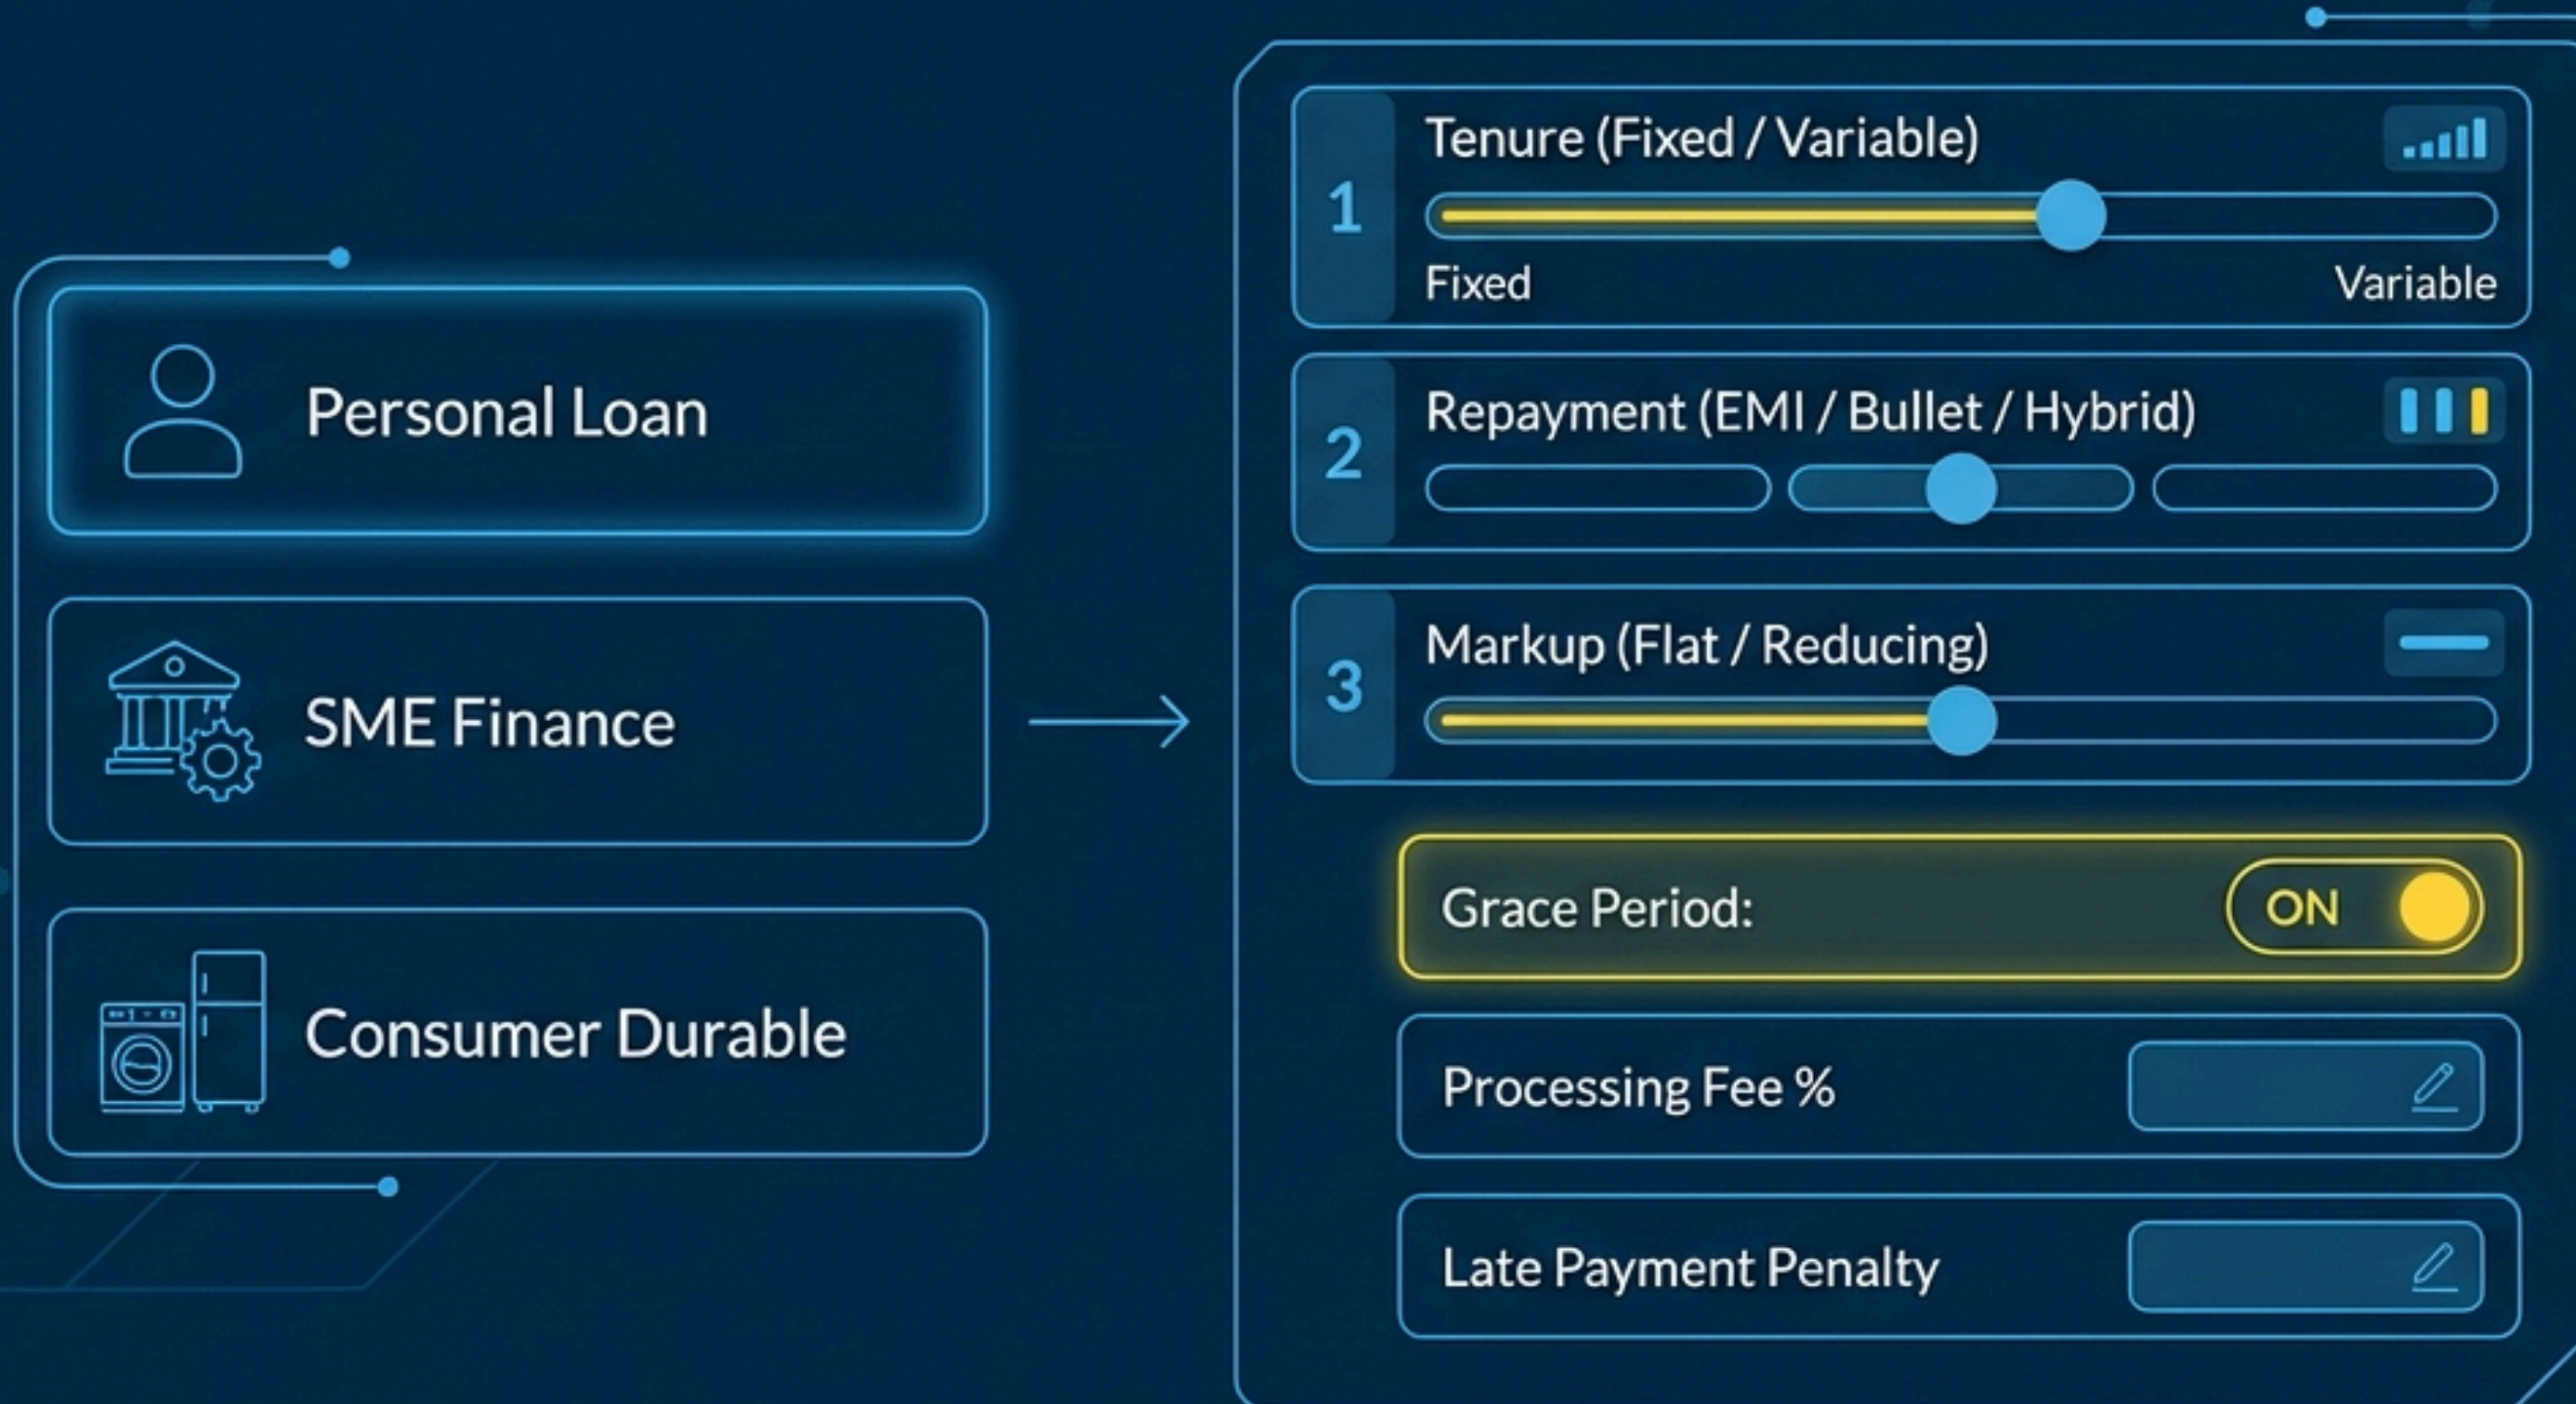 Personal Loan
SME Finance
Consumer Durable
1
Tenure (Fixed / Variable)
Fixed
Variable
2
Repayment (EMI / Bullet / Hybrid)
3
Markup (Flat / Reducing)
Grace Period:
ON
Processing Fee %
Late Payment Penalty